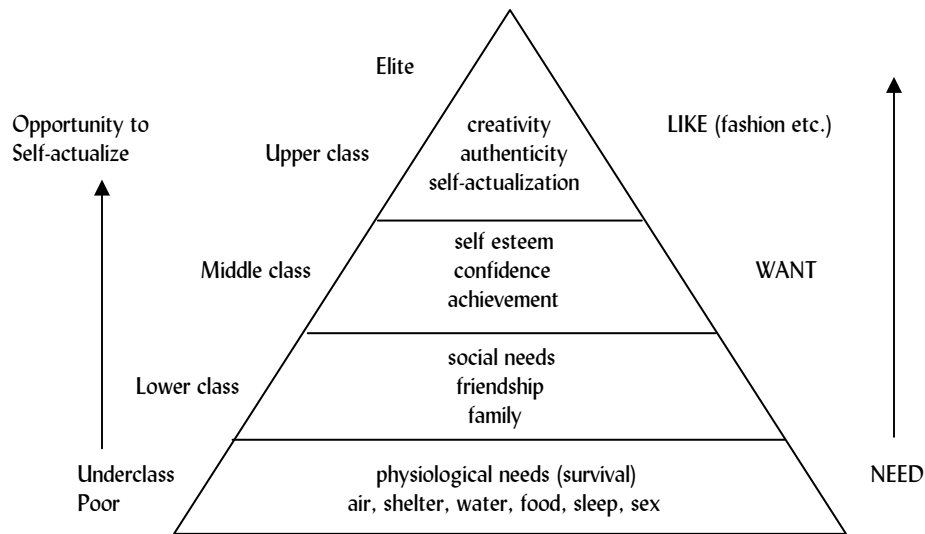 Elite
Opportunity to
Self-actualize
Upper class
creativity
authenticity
self-actualization
LIKE (fashion etc.)
Middle class
self esteem
confidence
achievement
WANT
Lower class
social needs
friendship
family
Underclass
Poor
physiological needs (survival)
air, shelter, water, food, sleep, sex
NEED